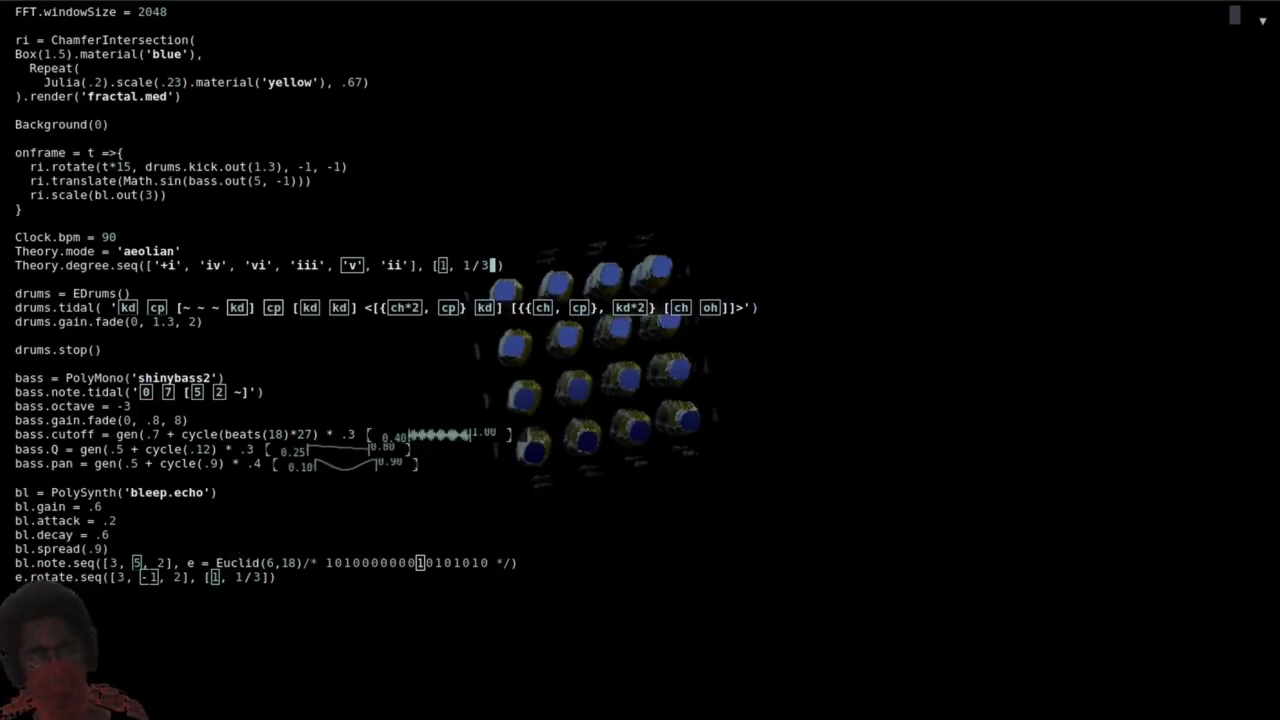 FFT.windowSize = 2048
ri = ChamferIntersection(
Box(1.5).material('blue'),
Repeat(
Julia(.2).scale(.23).material('yellow'), .67)
).render('fractal.med')
Background(0)
onframe = t =>{
ri.rotate(t*15, drums.kick.out(1.3), -1, -1)
ri.translate(Math.sin(bass.out(5, -1)))
ri.scale(bl.out(3))
}
Clock.bpm = 90
Theory.mode = 'aeolian'
Theory.degree.seq(['+i', 'iv', 'vi', 'iii', 'v', 'ii'], [1, 1/3 )
drums = EDrums()
drums.tidal( 'kd cp [~ ~ ~ kd] cp [kd kd] <[{ch*2, cp} kd] [{{ch, cp}, kd*2} [ch oh]]>')
drums.gain.fade(0, 1.3, 2)
drums.stop()
bass = PolyMono('shinybass2')
bass.note.tidal('0 7 [5 2 ~]')
bass.octave = -3
bass.gain.fade(0, .8, 8)
bass.cutoff = gen(.7 + cycle(beats(18)*27) * .3 [ 0.40 1.00 ]
bass.Q = gen(.5 + cycle(.12) * .3 [ 0.25 0.80 ]
bass.pan = gen(.5 + cycle(.9) * .4 [ 0.10 0.90 ]
bl = PolySynth('bleep.echo')
bl.gain = .6
bl.attack = .2
bl.decay = .6
bl.spread(.9)
bl.note.seq([3, 5, 2], e = Euclid(6,18)/* 101000000010101010 */)
e.rotate.seq([3, -1, 2], [1, 1/3])